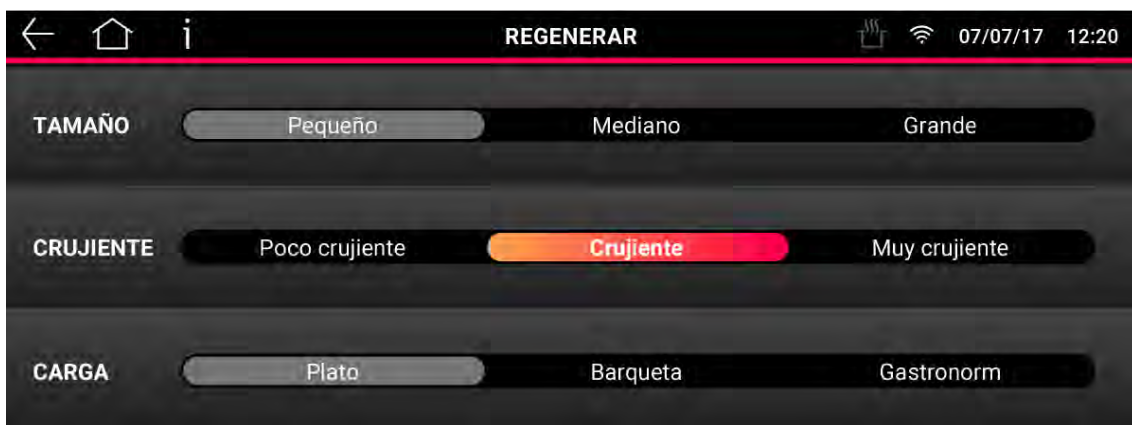 i REGENERAR 07/07/17 12:20
TAMAÑO Pequeño Mediano Grande
CRUJIENTE Poco crujiente Crujiente Muy crujiente
CARGA Plato Barqueta Gastronorm